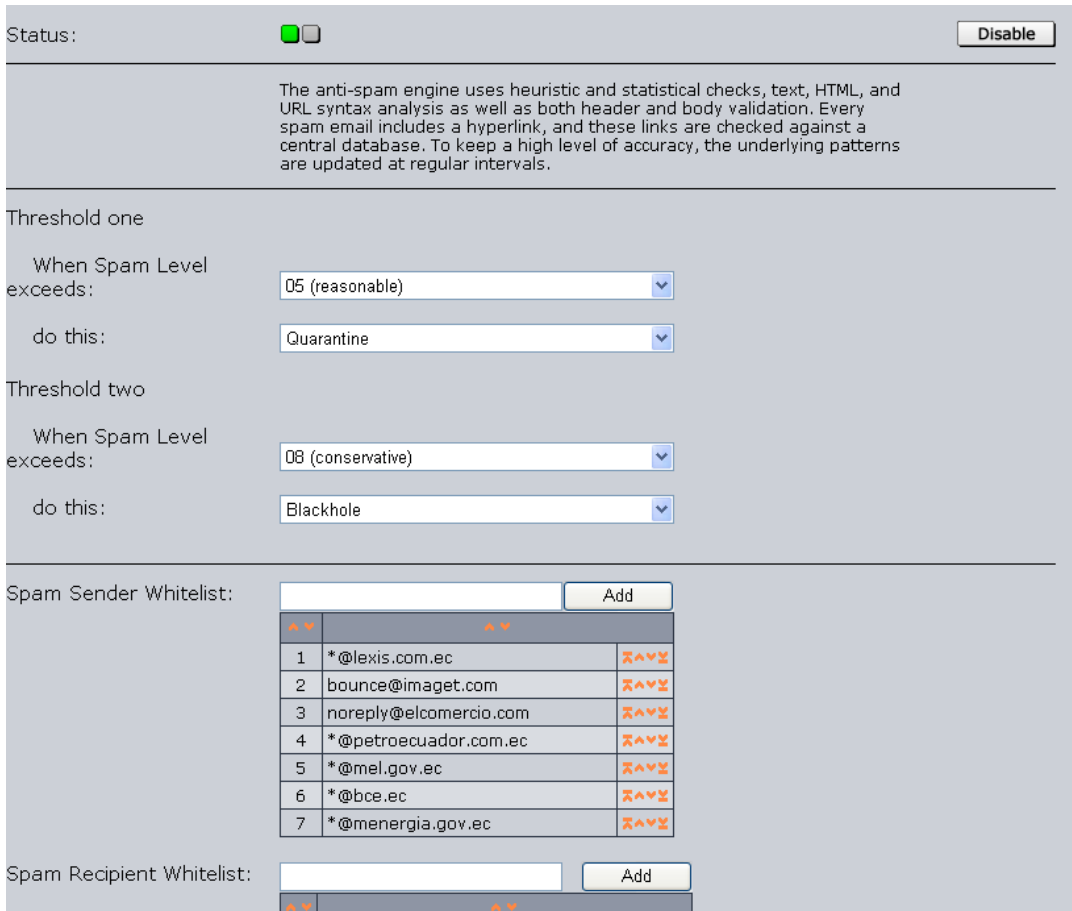 Status:
Disable
The anti-spam engine uses heuristic and statistical checks, text, HTML, and
URL syntax analysis as well as both header and body validation. Every
spam email includes a hyperlink, and these links are checked against a
central database. To keep a high level of accuracy, the underlying patterns
are updated at regular intervals.
Threshold one
When Spam Level
exceeds:
05 (reasonable)
do this:
Quarantine
Threshold two
When Spam Level
exceeds:
08 (conservative)
do this:
Blackhole
Spam Sender Whitelist:
Add
1 *@lexis.com.ec
2 bounce@imaget.com
3 noreply@elcomercio.com
4 *@petroecuador.com.ec
5 *@mel.gov.ec
6 *@bce.ec
7 *@menergia.gov.ec
Spam Recipient Whitelist:
Add